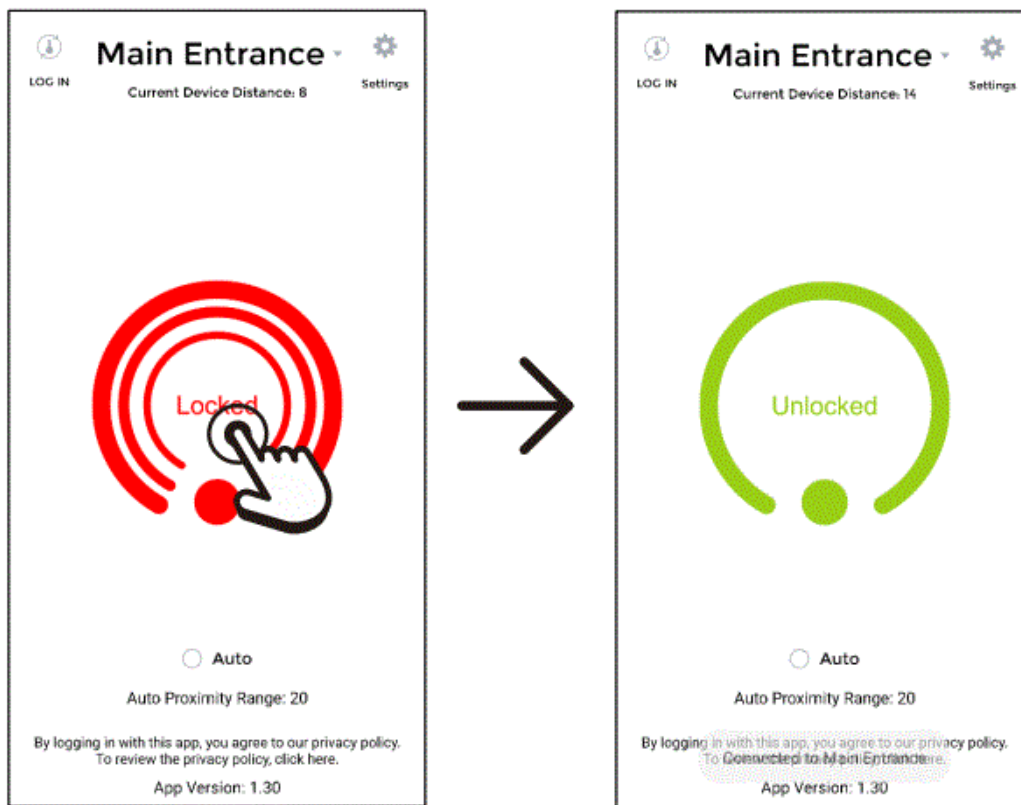 Main Entrance
LOG IN
Settings
Current Device Distance: 8
Locked
Auto
Auto Proximity Range: 20
By logging in with this app, you agree to our privacy policy.
To review the privacy policy, click here.
App Version: 1.30
Main Entrance
LOG IN
Settings
Current Device Distance: 14
Unlocked
Auto
Auto Proximity Range: 20
By logging in with this app, you agree to our privacy policy.
Connected to Main Entrance
App Version: 1.30